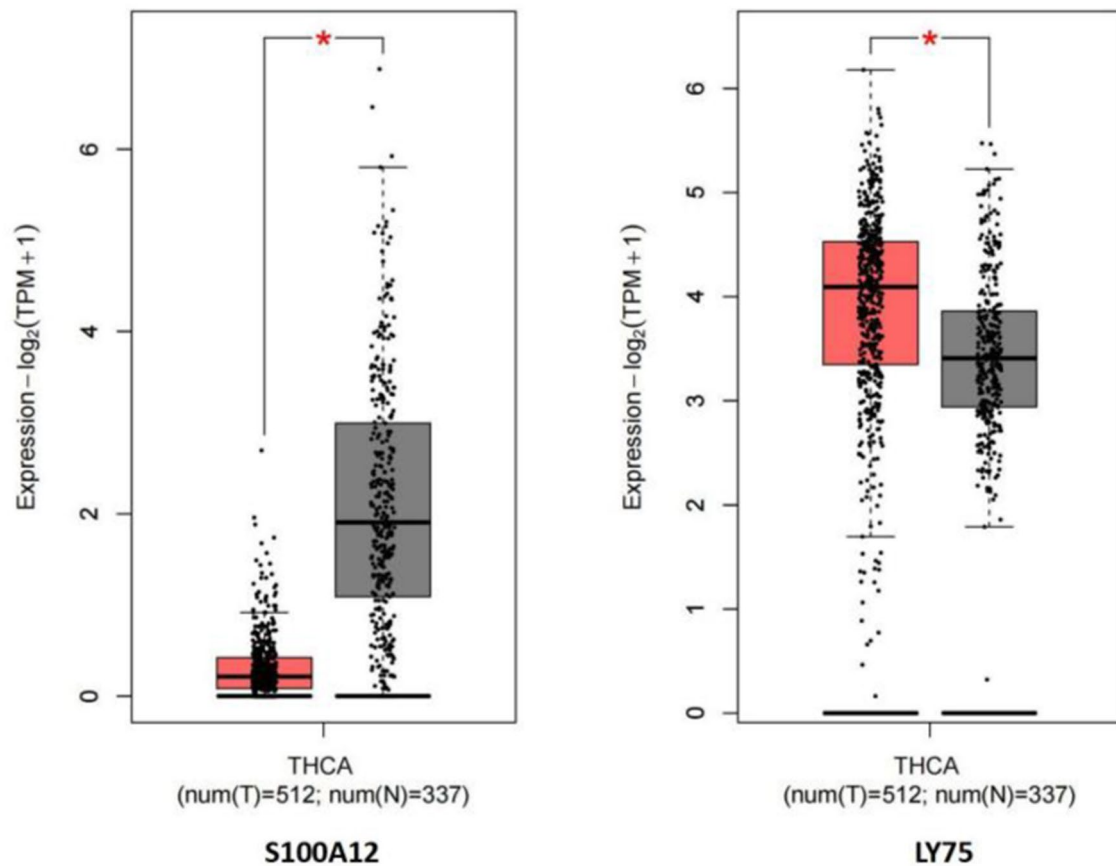 *
Expression – log₂(TPM + 1)
6
4
2
0
THCA
(num(T)=512; num(N)=337)
S100A12
*
Expression – log₂(TPM + 1)
6
5
4
3
2
1
0
THCA
(num(T)=512; num(N)=337)
LY75